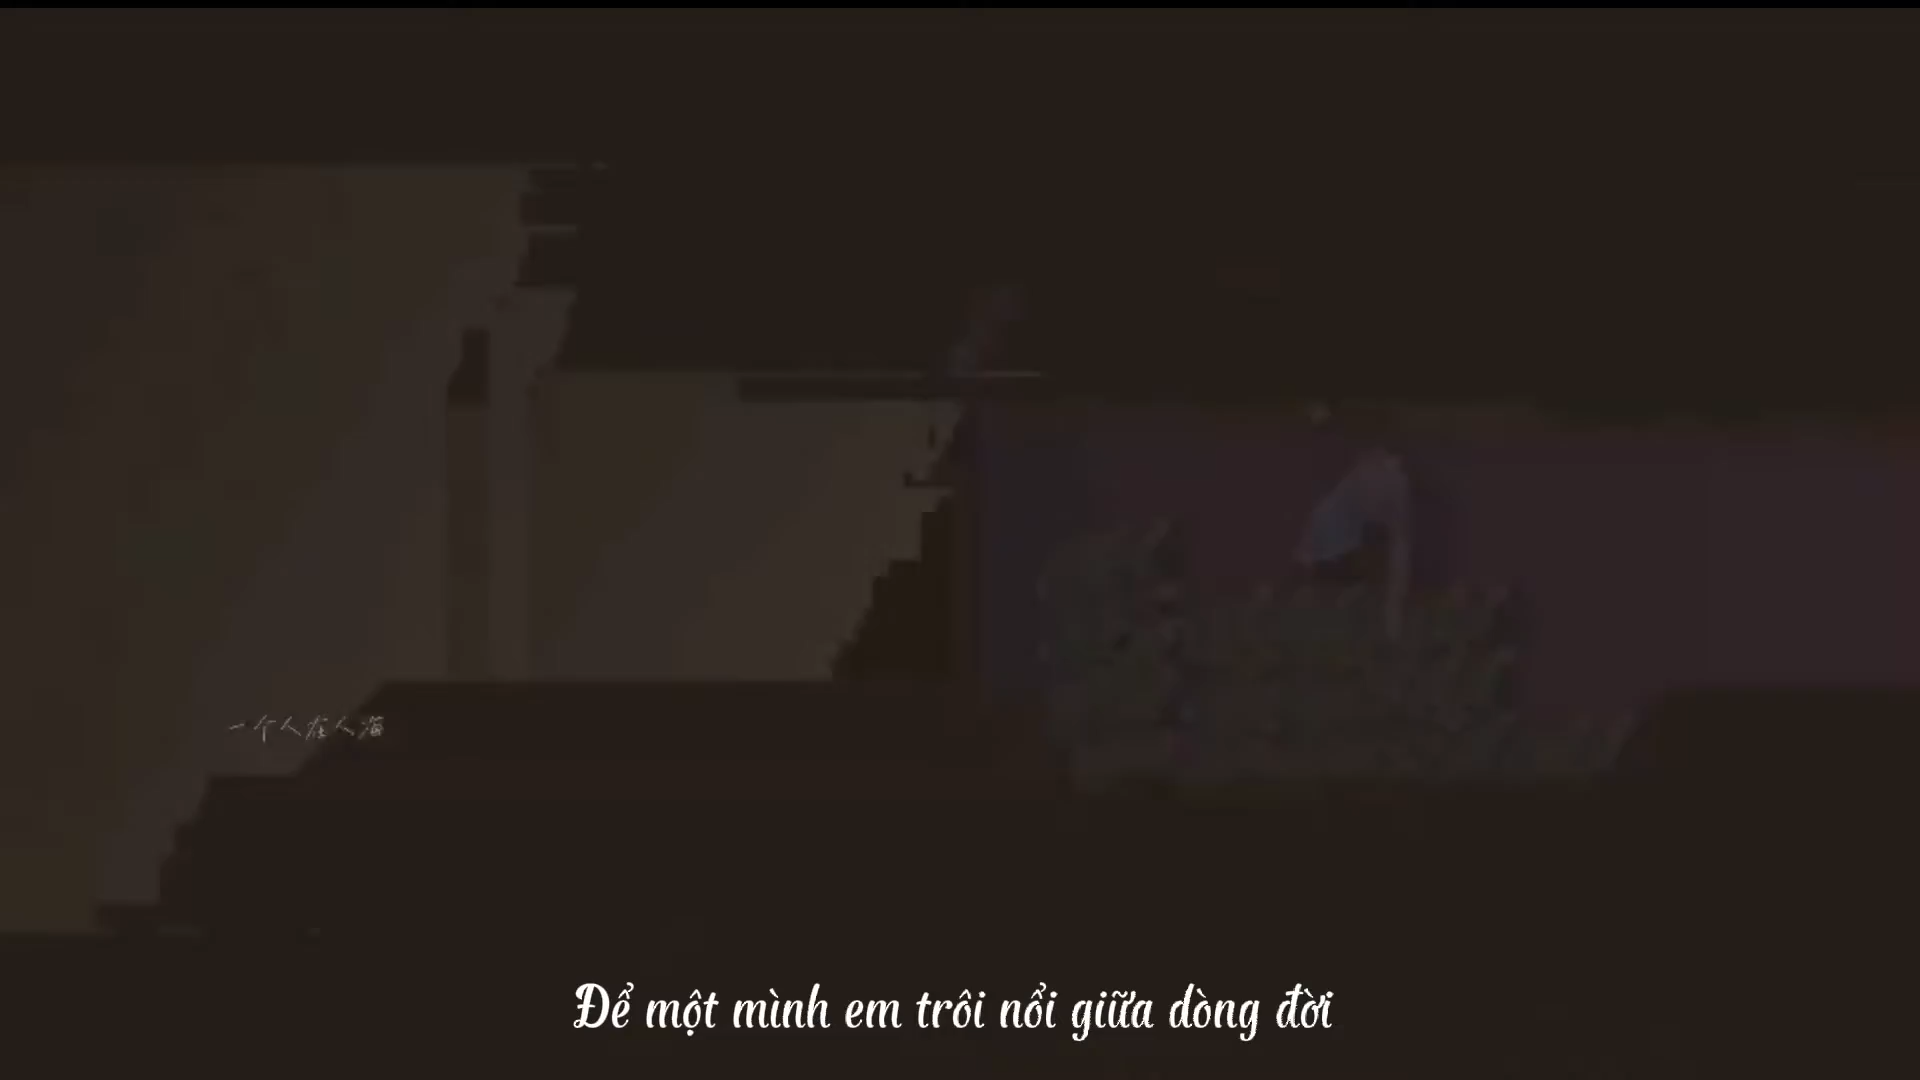 一个人在人海
Để một mình em trôi nổi giữa dòng đời